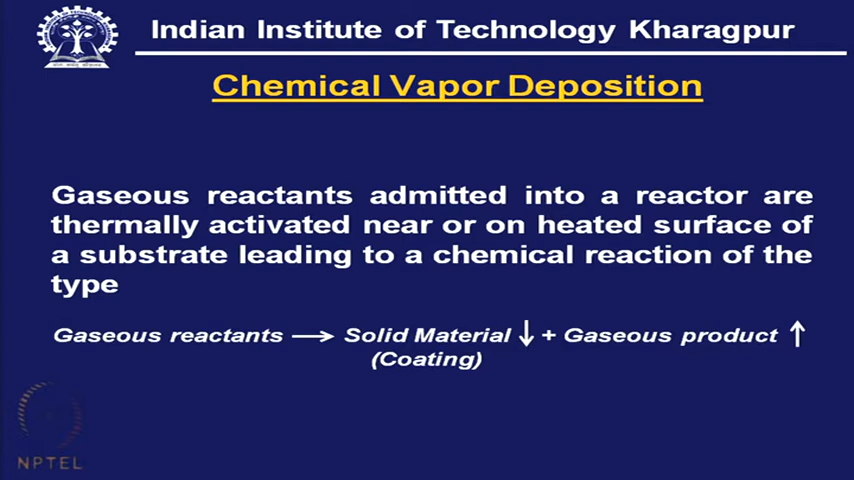 Indian Institute of Technology Kharagpur
Chemical Vapor Deposition
Gaseous reactants admitted into a reactor are
thermally activated near or on heated surface of
a substrate leading to a chemical reaction of the
type
Gaseous reactants → Solid Material ↓ + Gaseous product ↑
(Coating)
NPTEL